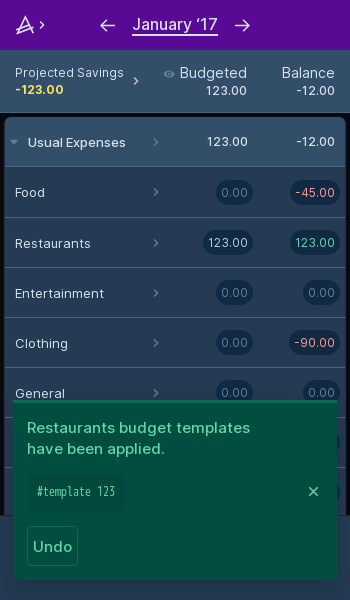 January ‘17
Projected Savings
-123.00
Budgeted
123.00
Balance
-12.00
Usual Expenses 123.00 -12.00
Food 0.00 -45.00
Restaurants 123.00 123.00
Entertainment 0.00 0.00
Clothing 0.00 -90.00
General 0.00 0.00
Restaurants budget templates
have been applied.
#template 123
Undo